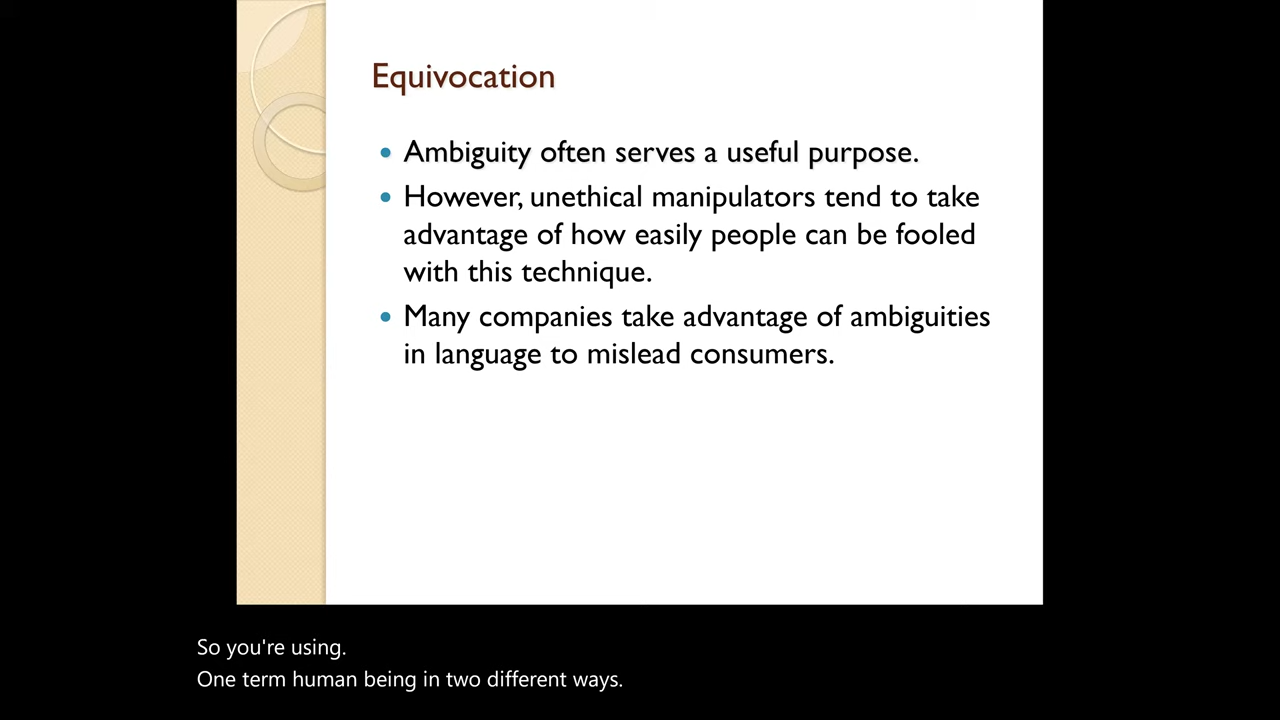 Equivocation
Ambiguity often serves a useful purpose.
However, unethical manipulators tend to take
advantage of how easily people can be fooled
with this technique.
Many companies take advantage of ambiguities
in language to mislead consumers.
So you're using.
One term human being in two different ways.